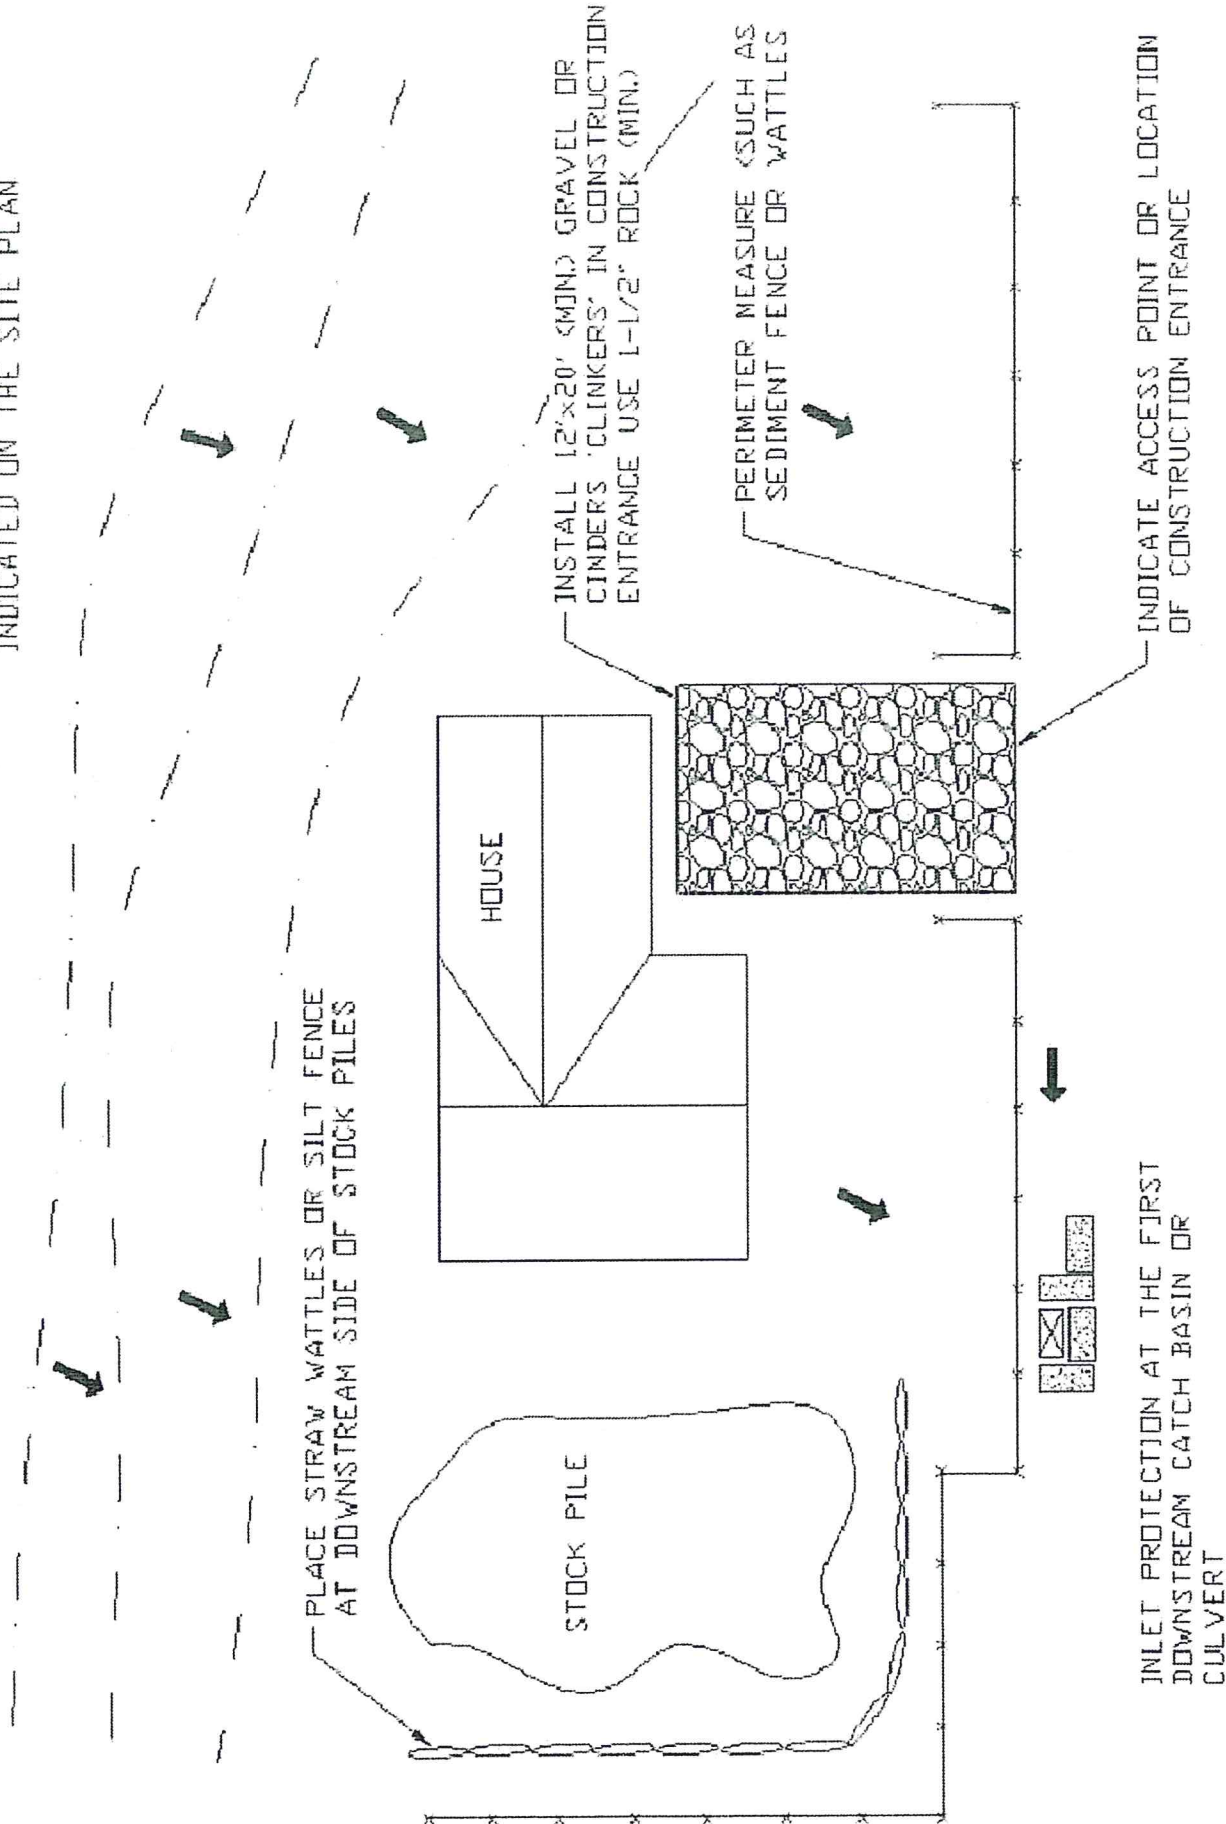 INDICATED ON THE SITE PLAN
PLACE STRAW WATTLES OR SILT FENCE
AT DOWNSTREAM SIDE OF STOCK PILES
HOUSE
STOCK PILE
INSTALL 12'x20' (MIN.) GRAVEL OR
CINDERS 'CLINKERS' IN CONSTRUCTION
ENTRANCE USE 1-1/2" ROCK (MIN.)
PERIMETER MEASURE (SUCH AS
SEDIMENT FENCE OR WATTLES
INDICATE ACCESS POINT OR LOCATION
OF CONSTRUCTION ENTRANCE
INLET PROTECTION AT THE FIRST
DOWNSTREAM CATCH BASIN OR
CULVERT